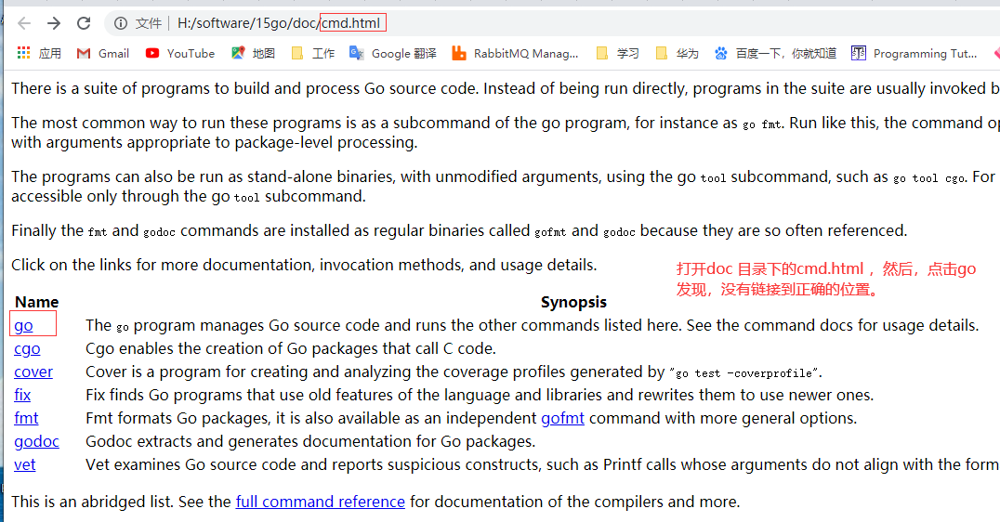 文件 H:/software/15go/doc/cmd.html
应用 Gmail YouTube 地图 工作 Google 翻译 RabbitMQ Manag... 学习 华为 百度一下，你就知道 Programming Tut...
There is a suite of programs to build and process Go source code. Instead of being run directly, programs in the suite are usually invoked b
The most common way to run these programs is as a subcommand of the go program, for instance as go fmt. Run like this, the command op
with arguments appropriate to package-level processing.
The programs can also be run as stand-alone binaries, with unmodified arguments, using the go tool subcommand, such as go tool cgo. For
accessible only through the go tool subcommand.
Finally the fmt and godoc commands are installed as regular binaries called gofmt and godoc because they are so often referenced.
Click on the links for more documentation, invocation methods, and usage details.
打开doc 目录下的cmd.html ，然后，点击go
发现，没有链接到正确的位置。
Name Synopsis
go The go program manages Go source code and runs the other commands listed here. See the command docs for usage details.
cgo Cgo enables the creation of Go packages that call C code.
cover Cover is a program for creating and analyzing the coverage profiles generated by "go test -coverprofile".
fix Fix finds Go programs that use old features of the language and libraries and rewrites them to use newer ones.
fmt Fmt formats Go packages, it is also available as an independent gofmt command with more general options.
godoc Godoc extracts and generates documentation for Go packages.
vet Vet examines Go source code and reports suspicious constructs, such as Printf calls whose arguments do not align with the form
This is an abridged list. See the full command reference for documentation of the compilers and more.